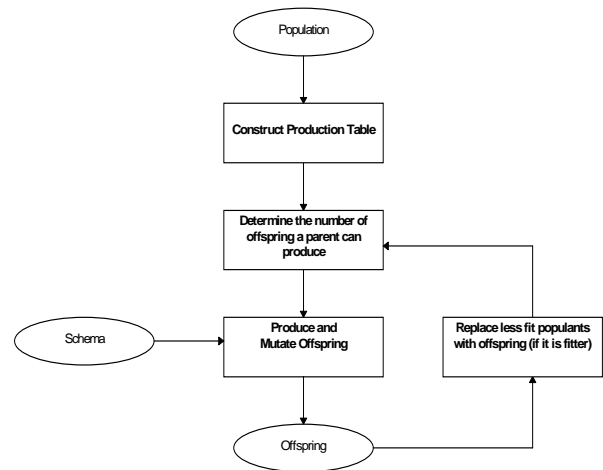 Population
Construct Production Table
Determine the number of
offspring a parent can
produce
Schema
Produce and
Mutate Offspring
Replace less fit populants
with offspring (if it is fitter)
Offspring